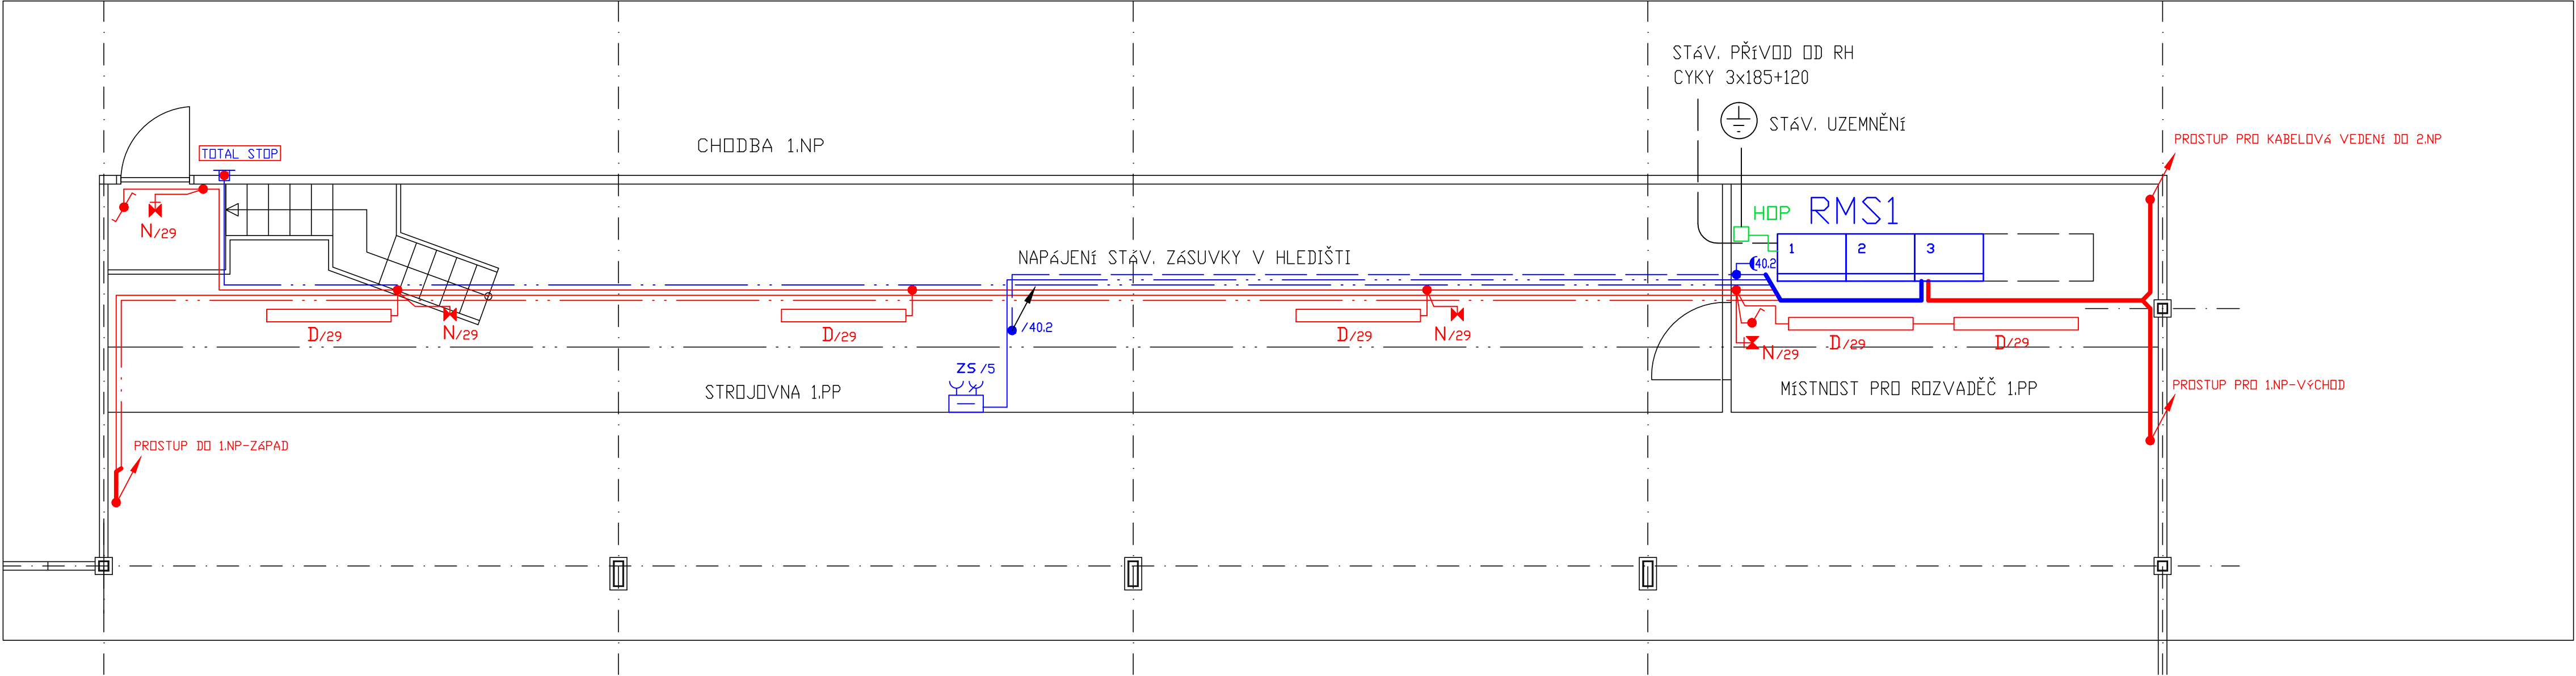 STÁV. PŘÍVOD OD RH
CYKY 3x185+120
STÁV. UZEMNĚNÍ
CHODBA 1.NP
TOTAL STOP
PROSTUP PRO KABELOVÁ VEDENÍ DO 2.NP
N/29
HOP
RMS1
NAPÁJENÍ STÁV. ZÁSUVKY V HLEDIŠTI
1
2
3
40.2
/40.2
D/29
N/29
D/29
D/29
N/29
N/29
D/29
D/29
ZS /5
STROJOVNA 1.PP
MÍSTNOST PRO ROZVADĚČ 1.PP
PROSTUP PRO 1.NP-VÝCHOD
PROSTUP DO 1.NP-ZÁPAD